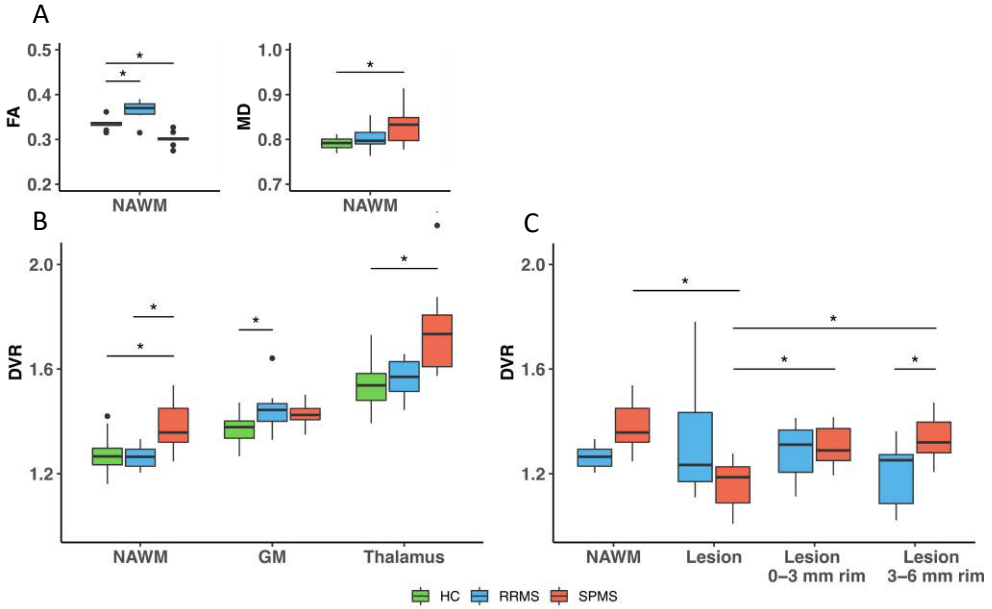 A
FA
0.5
0.4
0.3
0.2
* 
*
NAWM
MD
1.0
0.9
0.8
0.7
*
NAWM
B
DVR
2.0
1.6
1.2
*
*
*
*
NAWM GM Thalamus
C
DVR
2.0
1.6
1.2
*
*
*
*
NAWM Lesion Lesion Lesion
0–3 mm rim 3–6 mm rim
HC RRMS SPMS